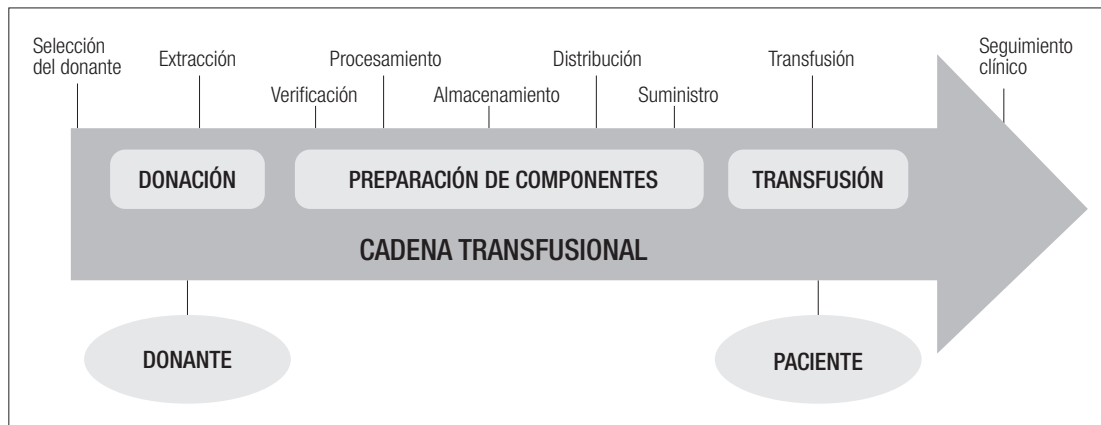 Selección
del donante
Extracción
Procesamiento
Distribución
Transfusión
Seguimiento
clínico
Verificación
Almacenamiento
Suministro
DONACIÓN
PREPARACIÓN DE COMPONENTES
TRANSFUSIÓN
CADENA TRANSFUSIONAL
DONANTE
PACIENTE